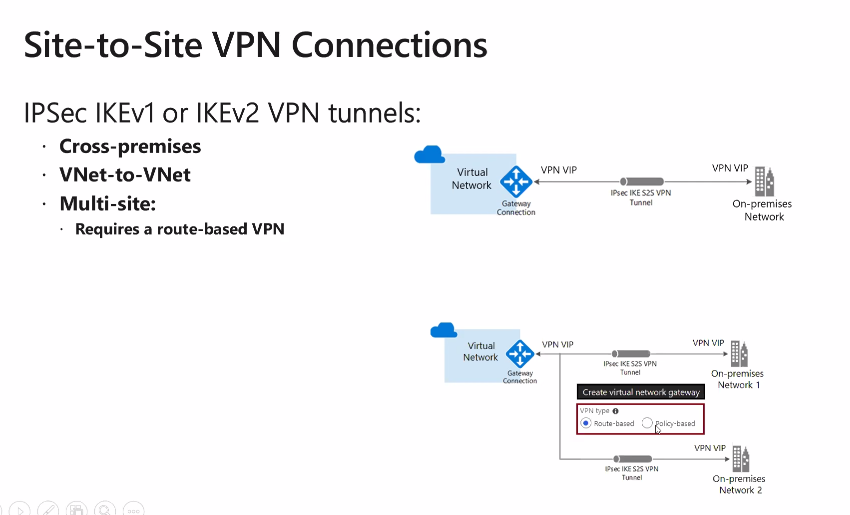 Site-to-Site VPN Connections
IPSec IKEv1 or IKEv2 VPN tunnels:
· Cross-premises
· VNet-to-VNet
· Multi-site:
· Requires a route-based VPN
Virtual
Network
VPN VIP
Gateway
Connection
IPsec IKE S2S VPN
Tunnel
VPN VIP
On-premises
Network
Virtual
Network
VPN VIP
Gateway
Connection
IPsec IKE S2S VPN
Tunnel
VPN VIP
On-premises
Network 1
Create virtual network gateway
VPN type
Route-based
Policy-based
IPsec IKE S2S VPN
Tunnel
VPN VIP
On-premises
Network 2